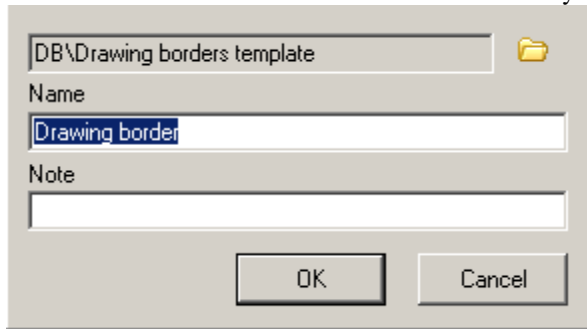 DB\Drawing borders template
Name
Drawing border
Note
OK
Cancel